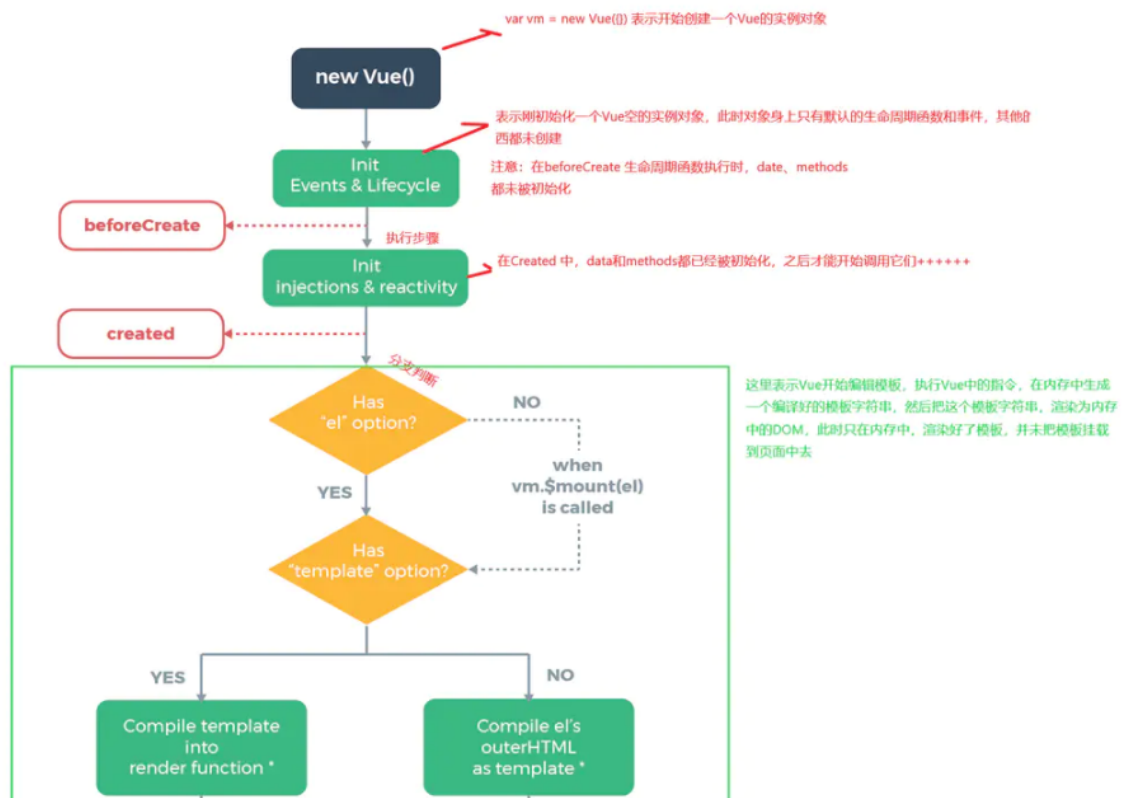 var vm = new Vue({}) 表示开始创建一个Vue的实例对象
new Vue()
表示刚初始化一个Vue空的实例对象，此时对象身上只有默认的生命周期函数和事件，其他
西都未创建
Init
Events & Lifecycle
注意：在beforeCreate 生命周期函数执行时，date、methods
都未被初始化
beforeCreate
执行步骤
Init
injections & reactivity
在Created 中，data和methods都已经被初始化，之后才能开始调用它们++++++
created
分支判断
Has
“el” option?
NO
这里表示Vue开始编辑模板，执行Vue中的指令，在内存中生成
一个编译好的模板字符串，然后把这个模板字符串，渲染为内存
中的DOM，此时只在内存中，渲染好了模板，并未把模板挂载
到页面中去
when
vm.$mount(el)
is called
YES
Has
“template” option?
YES
NO
Compile template
into
render function *
Compile el’s
outerHTML
as template *